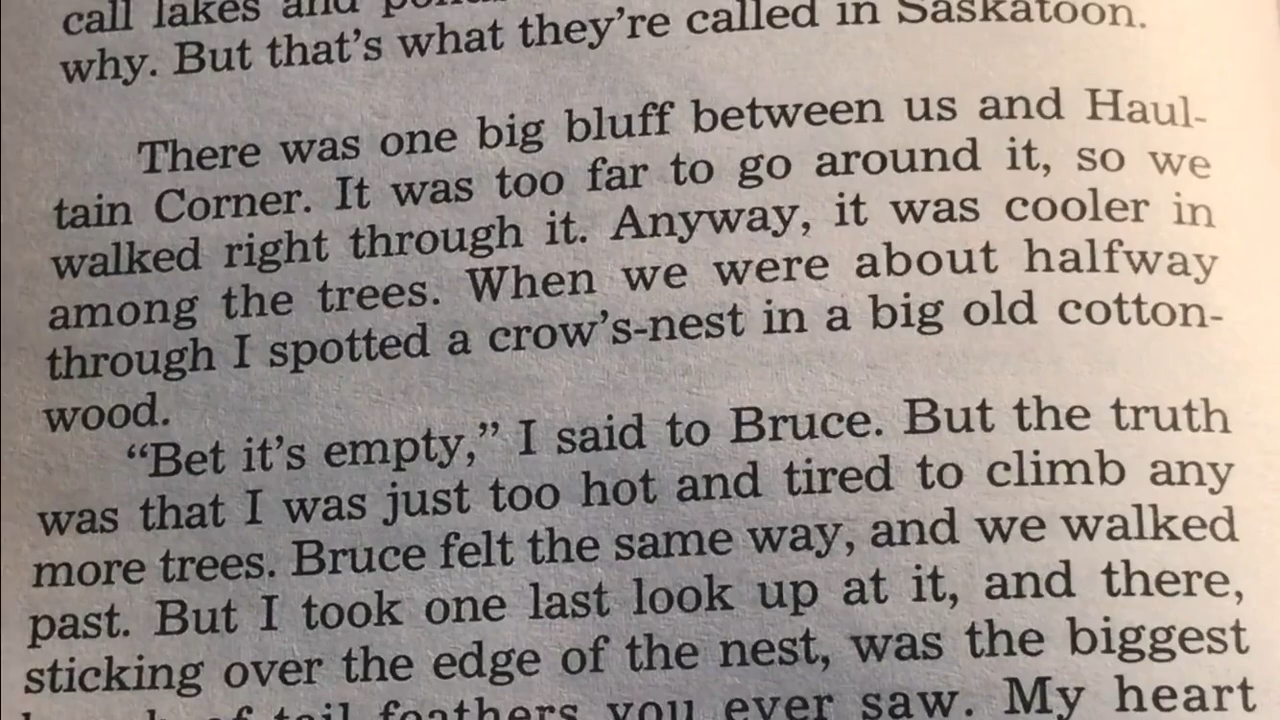 call lakes and
why. But that’s what they’re called in Saskatoon.
There was one big bluff between us and Haul-
tain Corner. It was too far to go around it, so we
walked right through it. Anyway, it was cooler in
among the trees. When we were about halfway
through I spotted a crow’s-nest in a big old cotton-
wood.
“Bet it’s empty,” I said to Bruce. But the truth
was that I was just too hot and tired to climb any
more trees. Bruce felt the same way, and we walked
past. But I took one last look up at it, and there,
sticking over the edge of the nest, was the biggest
of tail feathers you ever saw. My heart